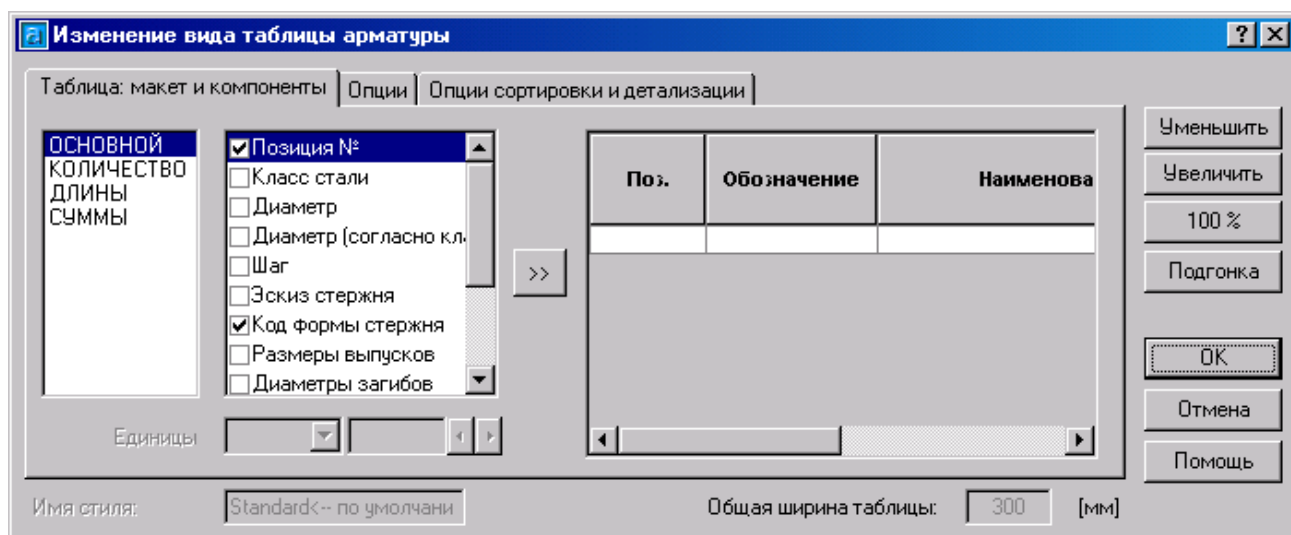 Изменение вида таблицы арматуры
Таблица: макет и компоненты Опции Опции сортировки и детализации
ОСНОВНОЙ
КОЛИЧЕСТВО
ДЛИНЫ
СУММЫ
Позиция №
Класс стали
Диаметр
Диаметр (согласно кл
Шаг
Эскиз стержня
Код формы стержня
Размеры выпусков
Диаметры загибов
>>
Поз. Обозначение Наименова
Уменьшить
Увеличить
100 %
Подгонка
OK
Отмена
Помощь
Единицы
Имя стиля: Standard<-- по умолчани Общая ширина таблицы: 300 [мм]